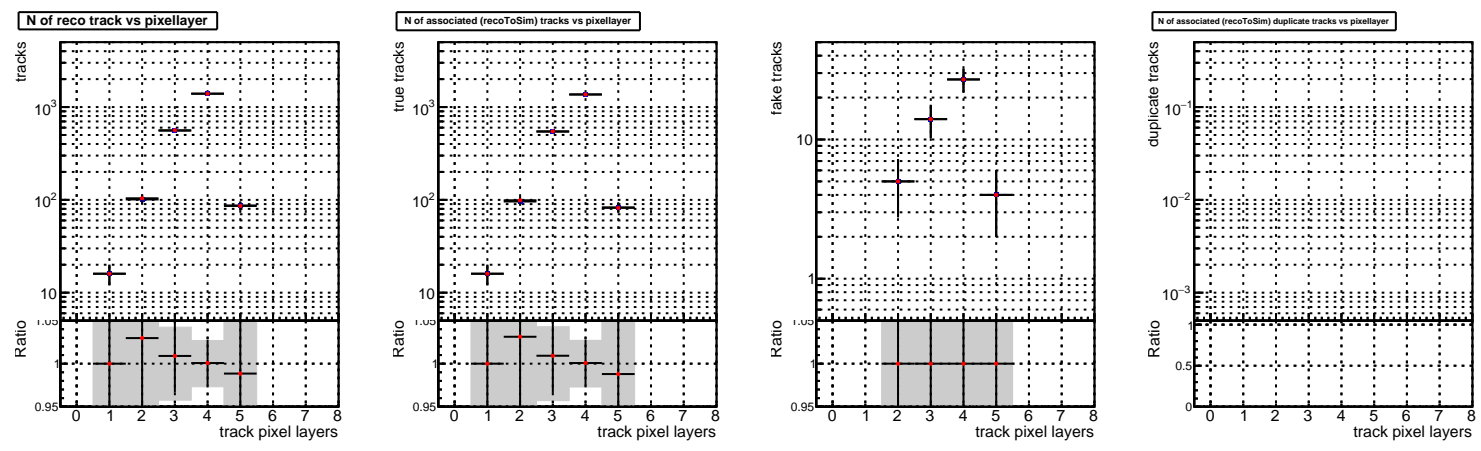 N of reco track vs pixellayer
tracks
10³
10²
10
Ratio
1.05
1
0.95
0 1 2 3 4 5 6 7 8
track pixel layers
N of associated (recoToSim) tracks vs pixellayer
true tracks
10³
10²
10
Ratio
1.05
1
0.95
0 1 2 3 4 5 6 7 8
track pixel layers
fake tracks
10
1
Ratio
1.05
1
0.95
0 1 2 3 4 5 6 7 8
track pixel layers
N of associated (recoToSim) duplicate tracks vs pixellayer
duplicate tracks
10⁻¹
10⁻²
10⁻³
Ratio
1
0.5
0
0 1 2 3 4 5 6 7 8
track pixel layers